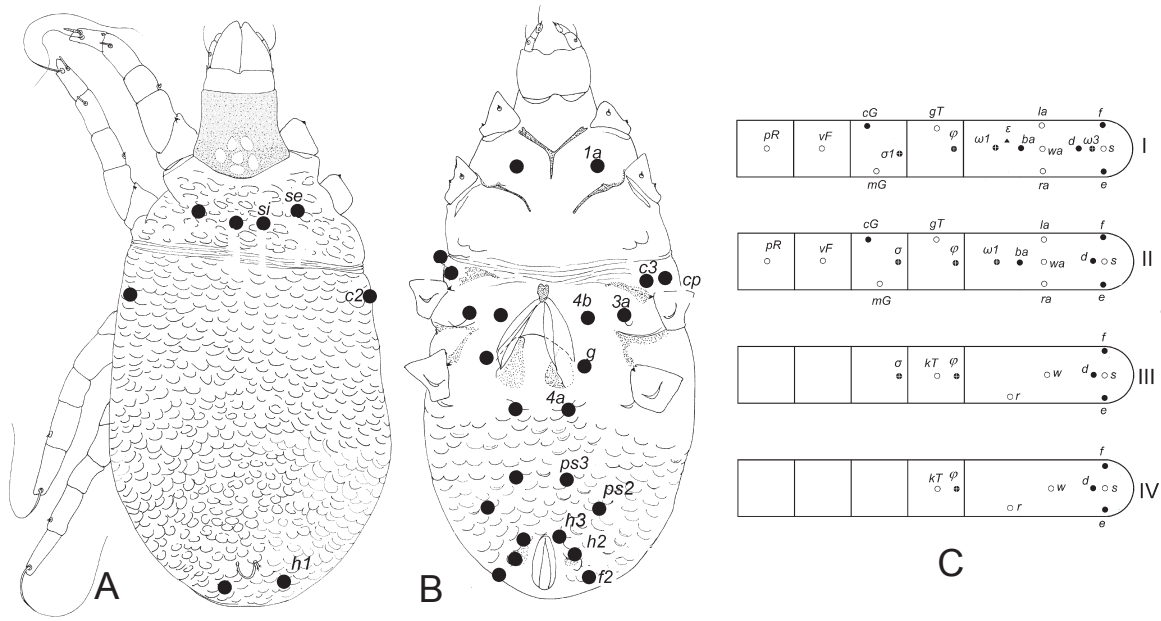 si se
c2
h1
A
1a
c3 cp
4b 3a
g
4a
ps3
ps2
h3
h2
f2
B
cG gT la f
pR vF σ1 φ ω1 ε ba wa d ω3 s I
mG ra e
cG gT la f
pR vF σ φ ω1 ba wa d s II
mG ra e
f
σ kT φ w d s III
r e
f
kT φ w d s IV
r e
C